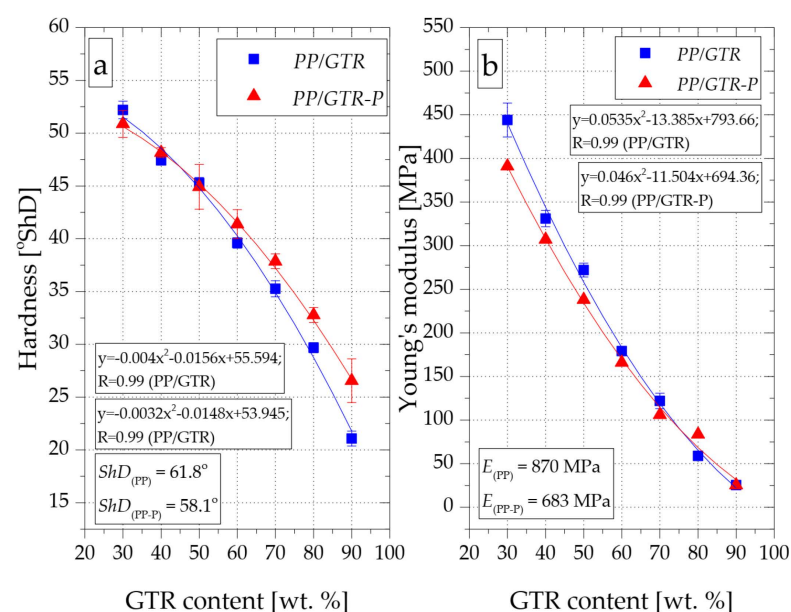 a
PP/GTR
PP/GTR-P
Hardness [°ShD]
60
55
50
45
40
35
30
25
20
15
y=-0.004x²-0.0156x+55.594;
R=0.99 (PP/GTR)
y=-0.0032x²-0.0148x+53.945;
R=0.99 (PP/GTR)
ShD(PP) = 61.8°
ShD(PP-P) = 58.1°
20 30 40 50 60 70 80 90 100
GTR content [wt. %]
b
PP/GTR
PP/GTR-P
Young's modulus [MPa]
550
500
450
400
350
300
250
200
150
100
50
0
y=0.0535x²-13.385x+793.66;
R=0.99 (PP/GTR)
y=0.046x²-11.504x+694.36;
R=0.99 (PP/GTR-P)
E(PP) = 870 MPa
E(PP-P) = 683 MPa
20 30 40 50 60 70 80 90 100
GTR content [wt. %]